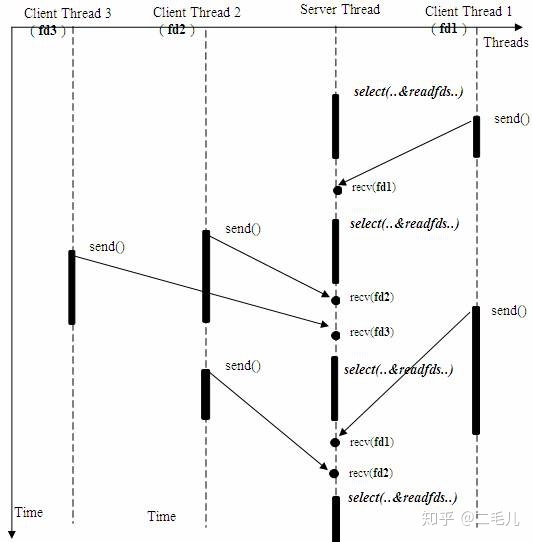 Client Thread 3
Client Thread 2
Server Thread
Client Thread 1
( fd3 )
( fd2 )
( fd1 )
Threads
select(..&readfds..)
send()
recv(fd1)
select(..&readfds..)
send()
send()
recv(fd2)
send()
recv(fd3)
send()
select(..&readfds..)
recv(fd1)
recv(fd2)
select(..&readfds..)
Time
Time
知乎 @二毛儿